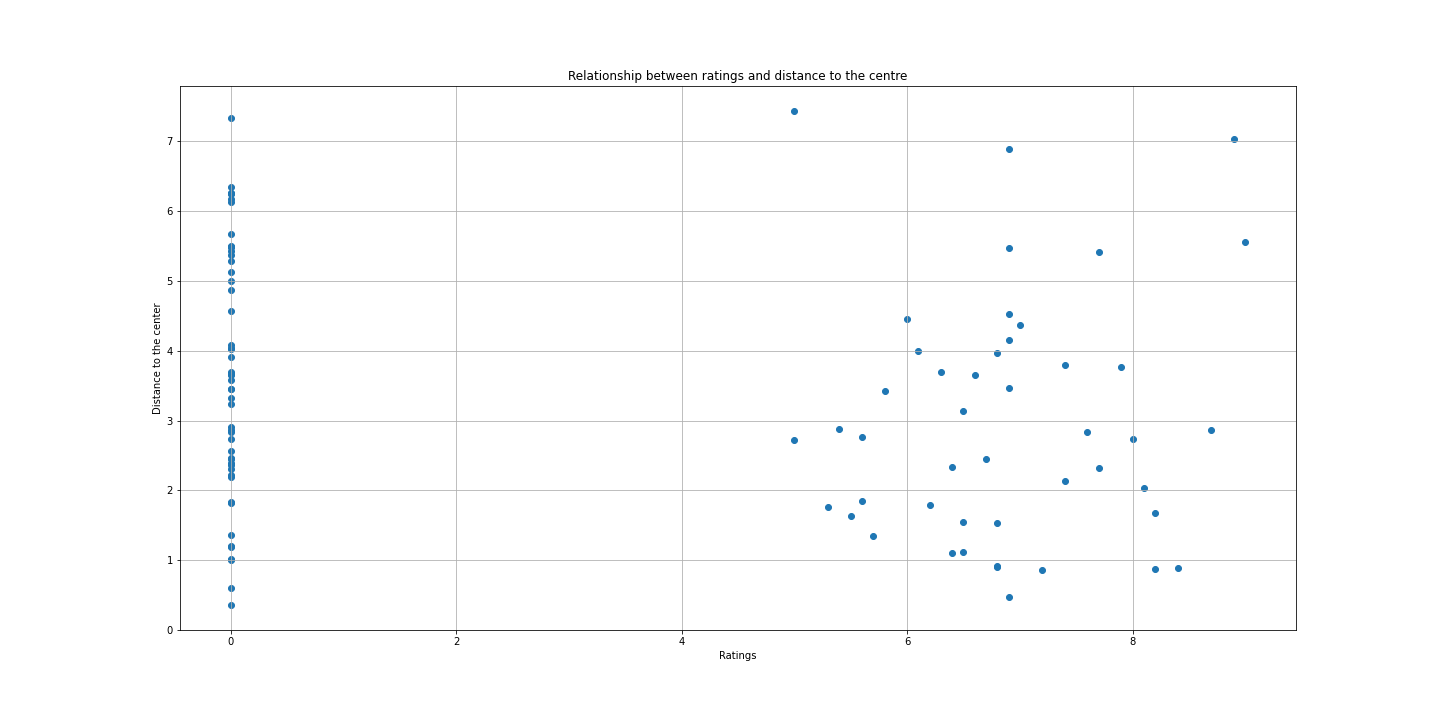 Relationship between ratings and distance to the centre
7
6
5
4
3
2
1
0
Distance to the center
0 2 4 6 8
Ratings